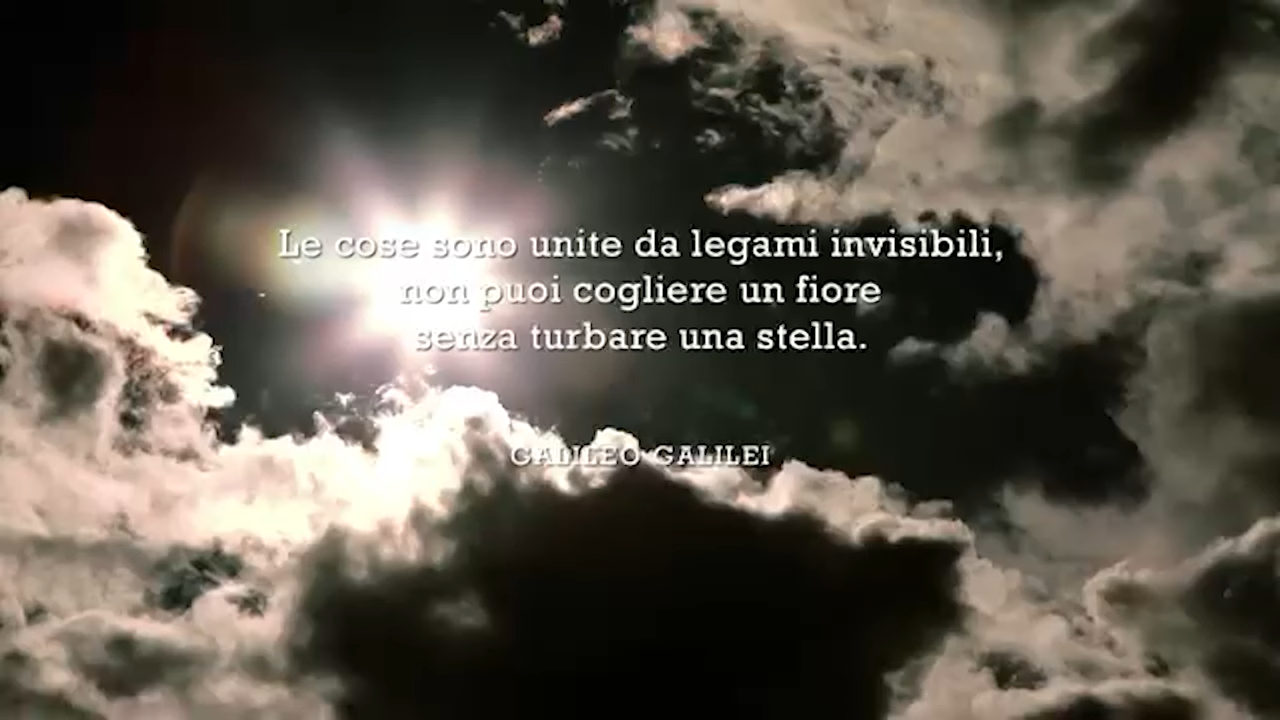 Le cose sono unite da legami invisibili,
non puoi cogliere un fiore
senza turbare una stella.
GALILEO GALILEI